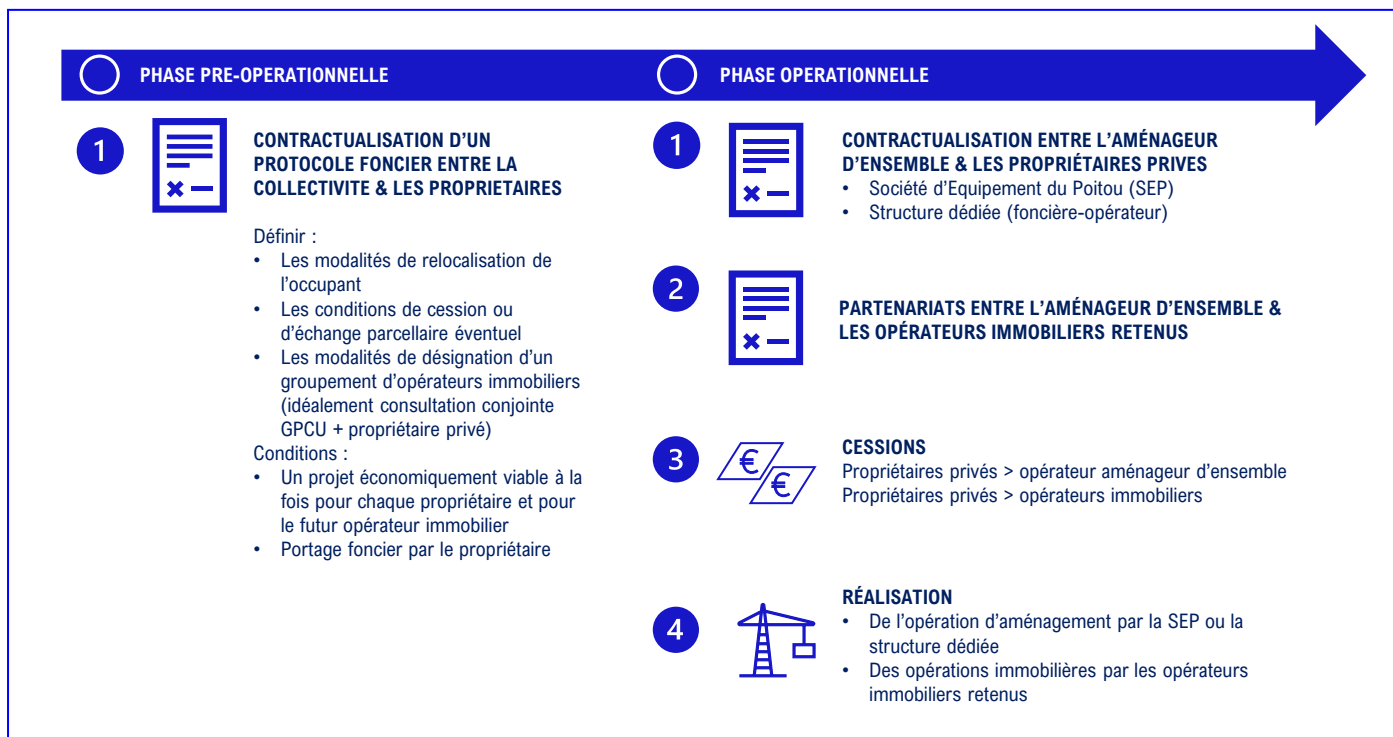 PHASE PRE-OPERATIONNELLE
1
CONTRACTUALISATION D'UN
PROTOCOLE FONCIER ENTRE LA
COLLECTIVITE & LES PROPRIETAIRES
Définir :
• Les modalités de relocalisation de
l'occupant
• Les conditions de cession ou
d'échange parcellaire éventuel
• Les modalités de désignation d'un
groupement d'opérateurs immobiliers
(idéalement consultation conjointe
GPCU + propriétaire privé)
Conditions :
• Un projet économiquement viable à la
fois pour chaque propriétaire et pour
le futur opérateur immobilier
• Portage foncier par le propriétaire
PHASE OPERATIONNELLE
1
CONTRACTUALISATION ENTRE L'AMÉNAGEUR
D'ENSEMBLE & LES PROPRIÉTAIRES PRIVES
• Société d'Equipement du Poitou (SEP)
• Structure dédiée (foncière-opérateur)
2
PARTENARIATS ENTRE L'AMÉNAGEUR D'ENSEMBLE &
LES OPÉRATEURS IMMOBILIERS RETENUS
3
€
€
CESSIONS
Propriétaires privés > opérateur aménageur d'ensemble
Propriétaires privés > opérateurs immobiliers
4
RÉALISATION
• De l'opération d'aménagement par la SEP ou la
structure dédiée
• Des opérations immobilières par les opérateurs
immobiliers retenus